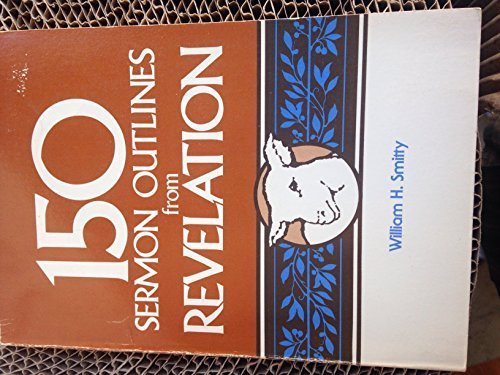 150
SERMON OUTLINES
from
REVELATION
William H. Smitty